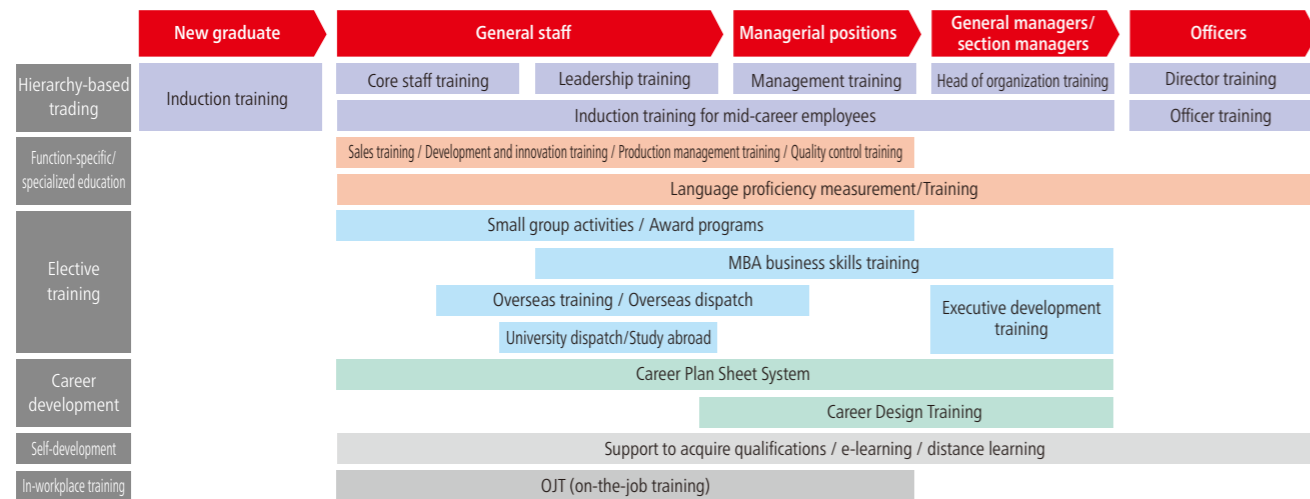 New graduate
General staff
Managerial positions
General managers/
section managers
Officers
Hierarchy-based
trading
Induction training
Core staff training
Leadership training
Management training
Head of organization training
Director training
Induction training for mid-career employees
Officer training
Function-specific/
specialized education
Sales training / Development and innovation training / Production management training / Quality control training
Language proficiency measurement/Training
Elective
training
Small group activities / Award programs
MBA business skills training
Overseas training / Overseas dispatch
Executive development
training
University dispatch/Study abroad
Career
development
Career Plan Sheet System
Career Design Training
Self-development
Support to acquire qualifications / e-learning / distance learning
In-workplace training
OJT (on-the-job training)